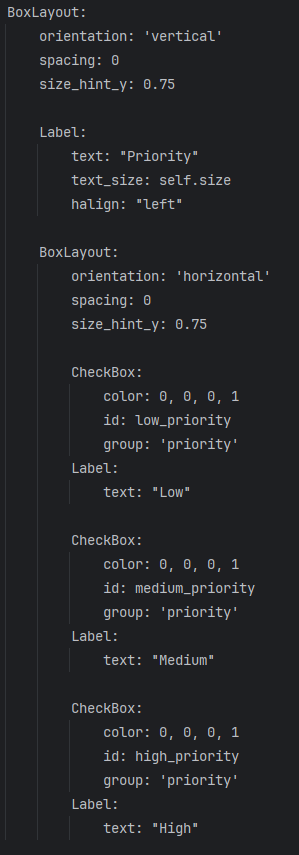 BoxLayout:
    orientation: 'vertical'
    spacing: 0
    size_hint_y: 0.75

    Label:
        text: "Priority"
        text_size: self.size
        halign: "left"

    BoxLayout:
        orientation: 'horizontal'
        spacing: 0
        size_hint_y: 0.75

        CheckBox:
            color: 0, 0, 0, 1
            id: low_priority
            group: 'priority'
        Label:
            text: "Low"

        CheckBox:
            color: 0, 0, 0, 1
            id: medium_priority
            group: 'priority'
        Label:
            text: "Medium"

        CheckBox:
            color: 0, 0, 0, 1
            id: high_priority
            group: 'priority'
        Label:
            text: "High"